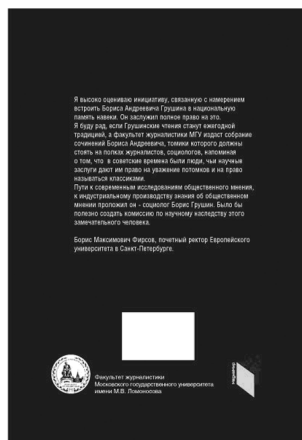 Я высоко оцениваю инициативу, связанную с намерением
встроить Бориса Андреевича Грушина в национальную
память навеки. Он заслужил полное право на это.
Я буду рад, если Грушинские чтения станут ежегодной
традицией, а факультет журналистики МГУ издаст собрание
сочинений Бориса Андреевича, томики которого должны
стоять на полках журналистов, социологов, напоминая
о том, что в советские времена были люди, чьи научные
заслуги дают им право на уважение потомков и на право
называться классиками.
Пути к современным исследованиям общественного мнения,
к индустриальному производству знания об общественном
мнении проложил он - социолог Борис Грушин. Было бы
полезно создать комиссию по научному наследству этого
замечательного человека.
Борис Максимович Фирсов, почетный ректор Европейского
университета в Санкт-Петербурге.
Факультет журналистики
Московского государственного университета
имени М.В. Ломоносова